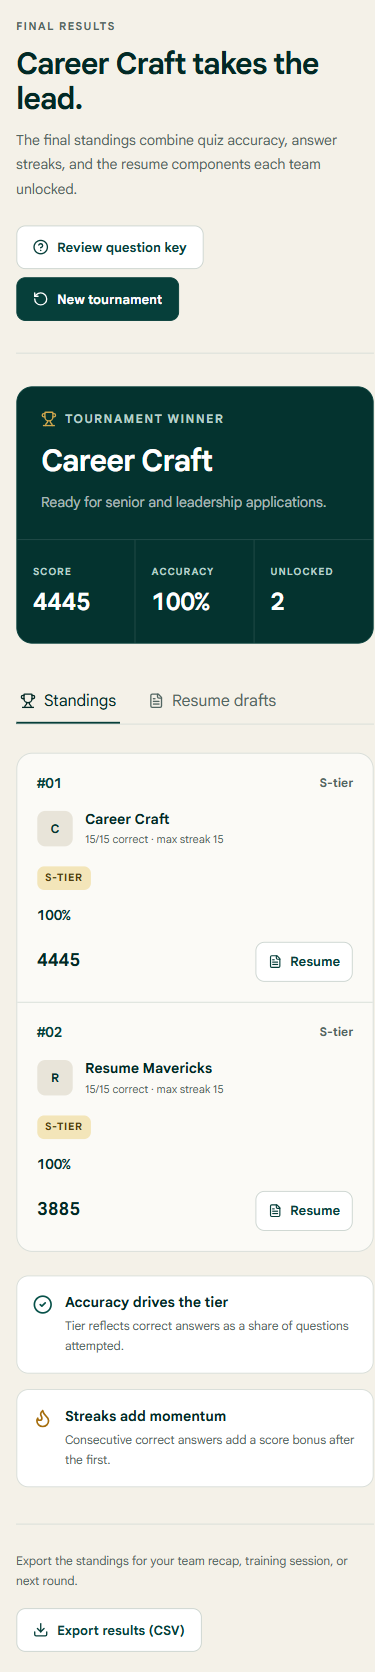 FINAL RESULTS
Career Craft takes the
lead.
The final standings combine quiz accuracy, answer
streaks, and the resume components each team
unlocked.
Review question key
New tournament
TOURNAMENT WINNER
Career Craft
Ready for senior and leadership applications.
SCORE ACCURACY UNLOCKED
4445 100% 2
Standings Resume drafts
#01 S-tier
C Career Craft
15/15 correct · max streak 15
S-TIER
100%
4445 Resume
#02 S-tier
R Resume Mavericks
15/15 correct · max streak 15
S-TIER
100%
3885 Resume
Accuracy drives the tier
Tier reflects correct answers as a share of questions
attempted.
Streaks add momentum
Consecutive correct answers add a score bonus after
the first.
Export the standings for your team recap, training session, or
next round.
Export results (CSV)